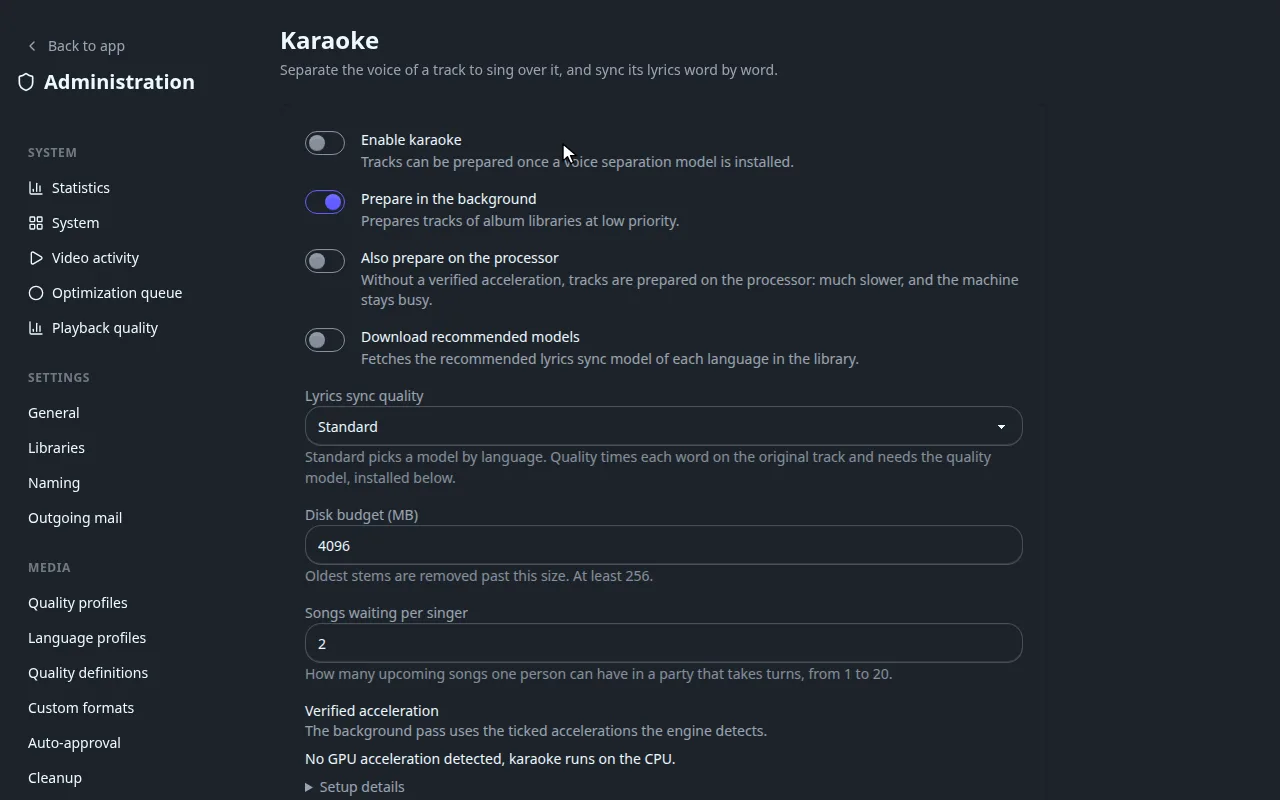 Back to app
Administration
SYSTEM
Statistics
System
Video activity
Optimization queue
Playback quality
SETTINGS
General
Libraries
Naming
Outgoing mail
MEDIA
Quality profiles
Language profiles
Quality definitions
Custom formats
Auto-approval
Cleanup
Karaoke
Separate the voice of a track to sing over it, and sync its lyrics word by word.
Enable karaoke
Tracks can be prepared once a voice separation model is installed.
Prepare in the background
Prepares tracks of album libraries at low priority.
Also prepare on the processor
Without a verified acceleration, tracks are prepared on the processor: much slower, and the machine
stays busy.
Download recommended models
Fetches the recommended lyrics sync model of each language in the library.
Lyrics sync quality
Standard
Standard picks a model by language. Quality times each word on the original track and needs the quality
model, installed below.
Disk budget (MB)
4096
Oldest stems are removed past this size. At least 256.
Songs waiting per singer
2
How many upcoming songs one person can have in a party that takes turns, from 1 to 20.
Verified acceleration
The background pass uses the ticked accelerations the engine detects.
No GPU acceleration detected, karaoke runs on the CPU.
Setup details